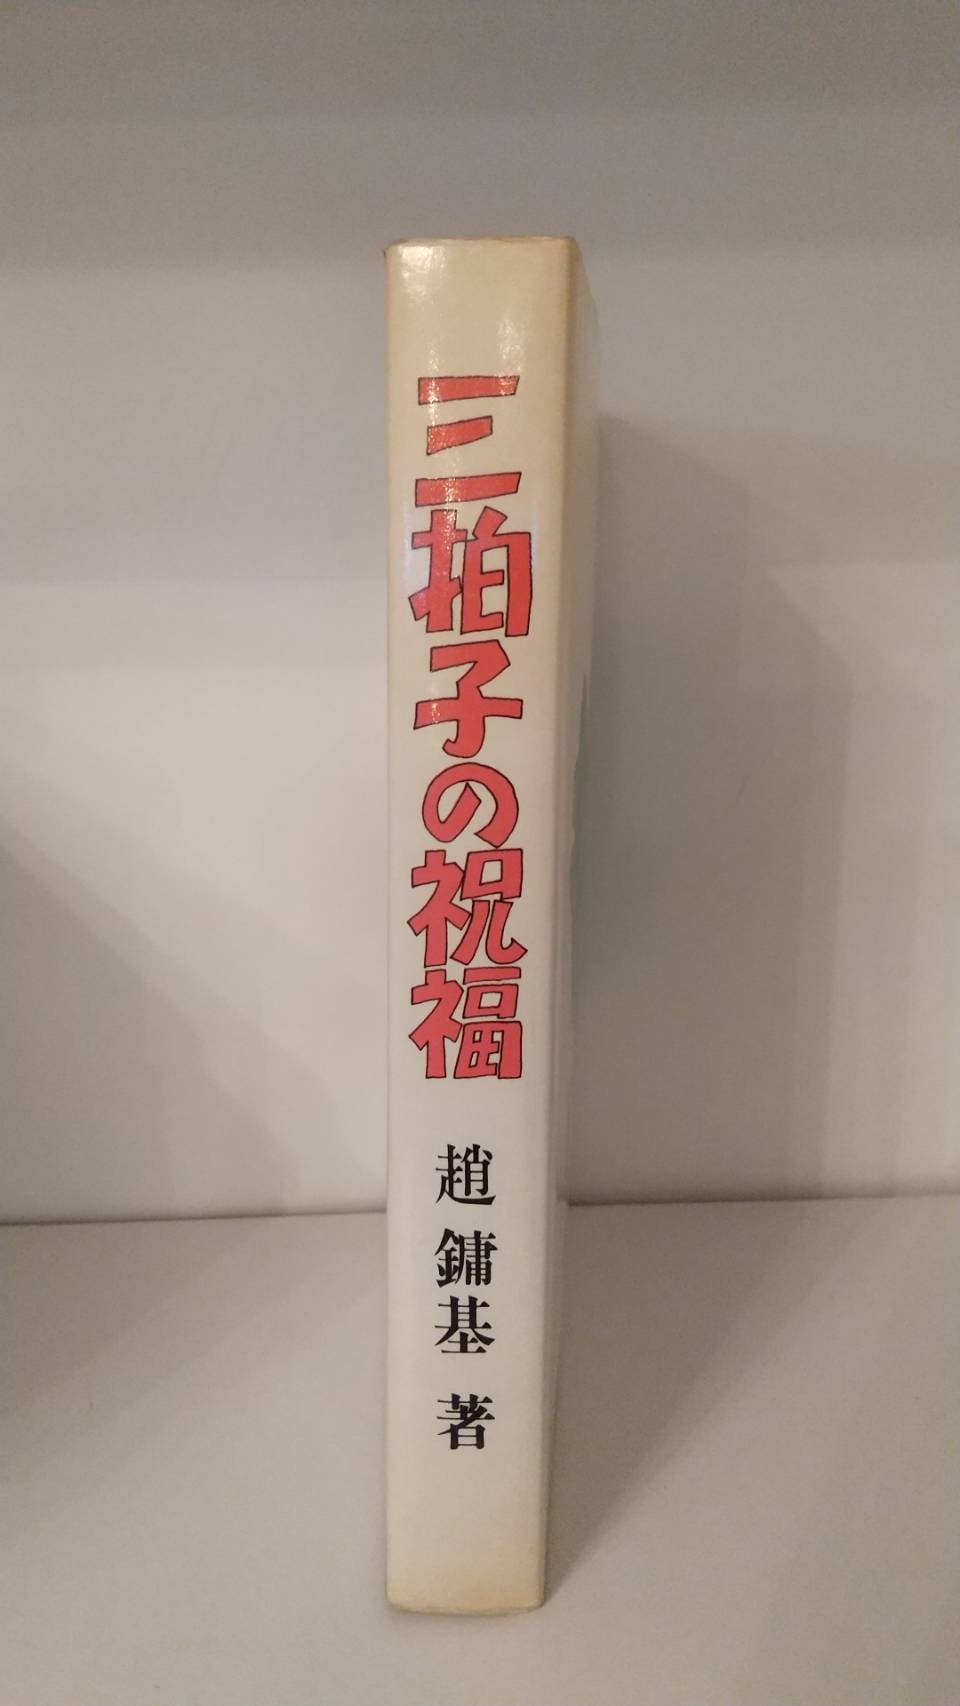 三拍子の祝福
趙 鏞基 著